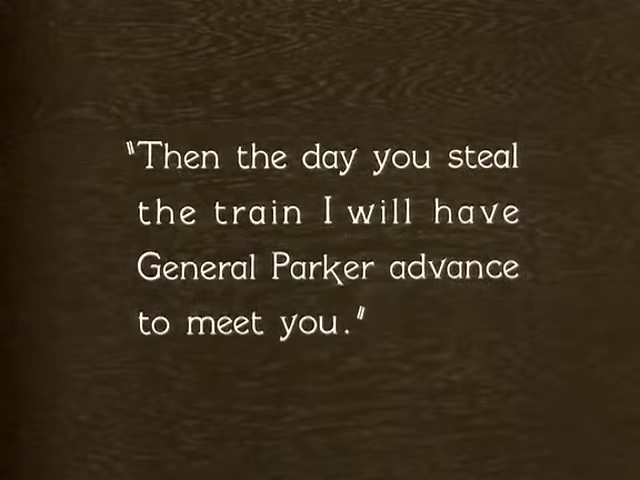 "Then the day you steal
the train I will have
General Parker advance
to meet you."